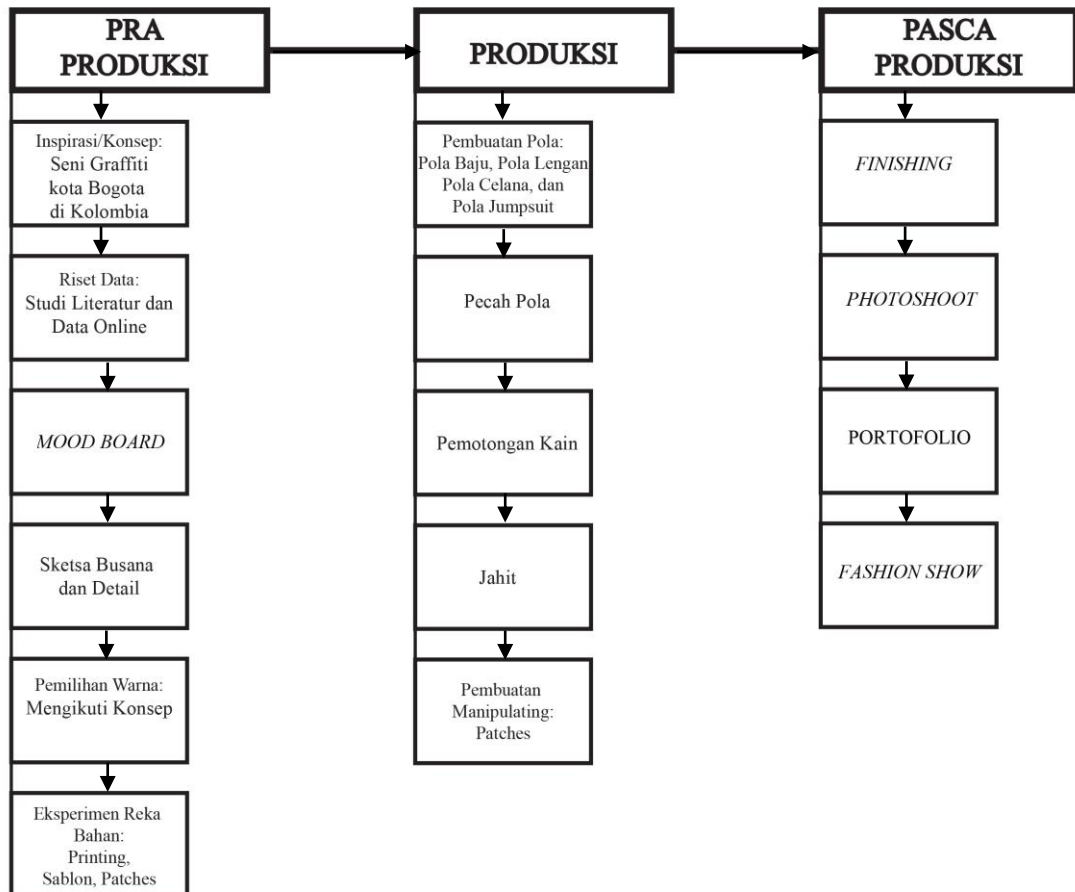 PRA
PRODUKSI
Inspirasi/Konsep:
Seni Graffiti
kota Bogota
di Kolombia
Riset Data:
Studi Literatur dan
Data Online
MOOD BOARD
Sketsa Busana
dan Detail
Pemilihan Warna:
Mengikuti Konsep
Eksperimen Reka
Bahan:
Printing,
Sablon, Patches
PRODUKSI
Pembuatan Pola:
Pola Baju, Pola Lengan
Pola Celana, dan
Pola Jumpsuit
Pecah Pola
Pemotongan Kain
Jahit
Pembuatan
Manipulating:
Patches
PASCA
PRODUKSI
FINISHING
PHOTOSHOOT
PORTOFOLIO
FASHION SHOW